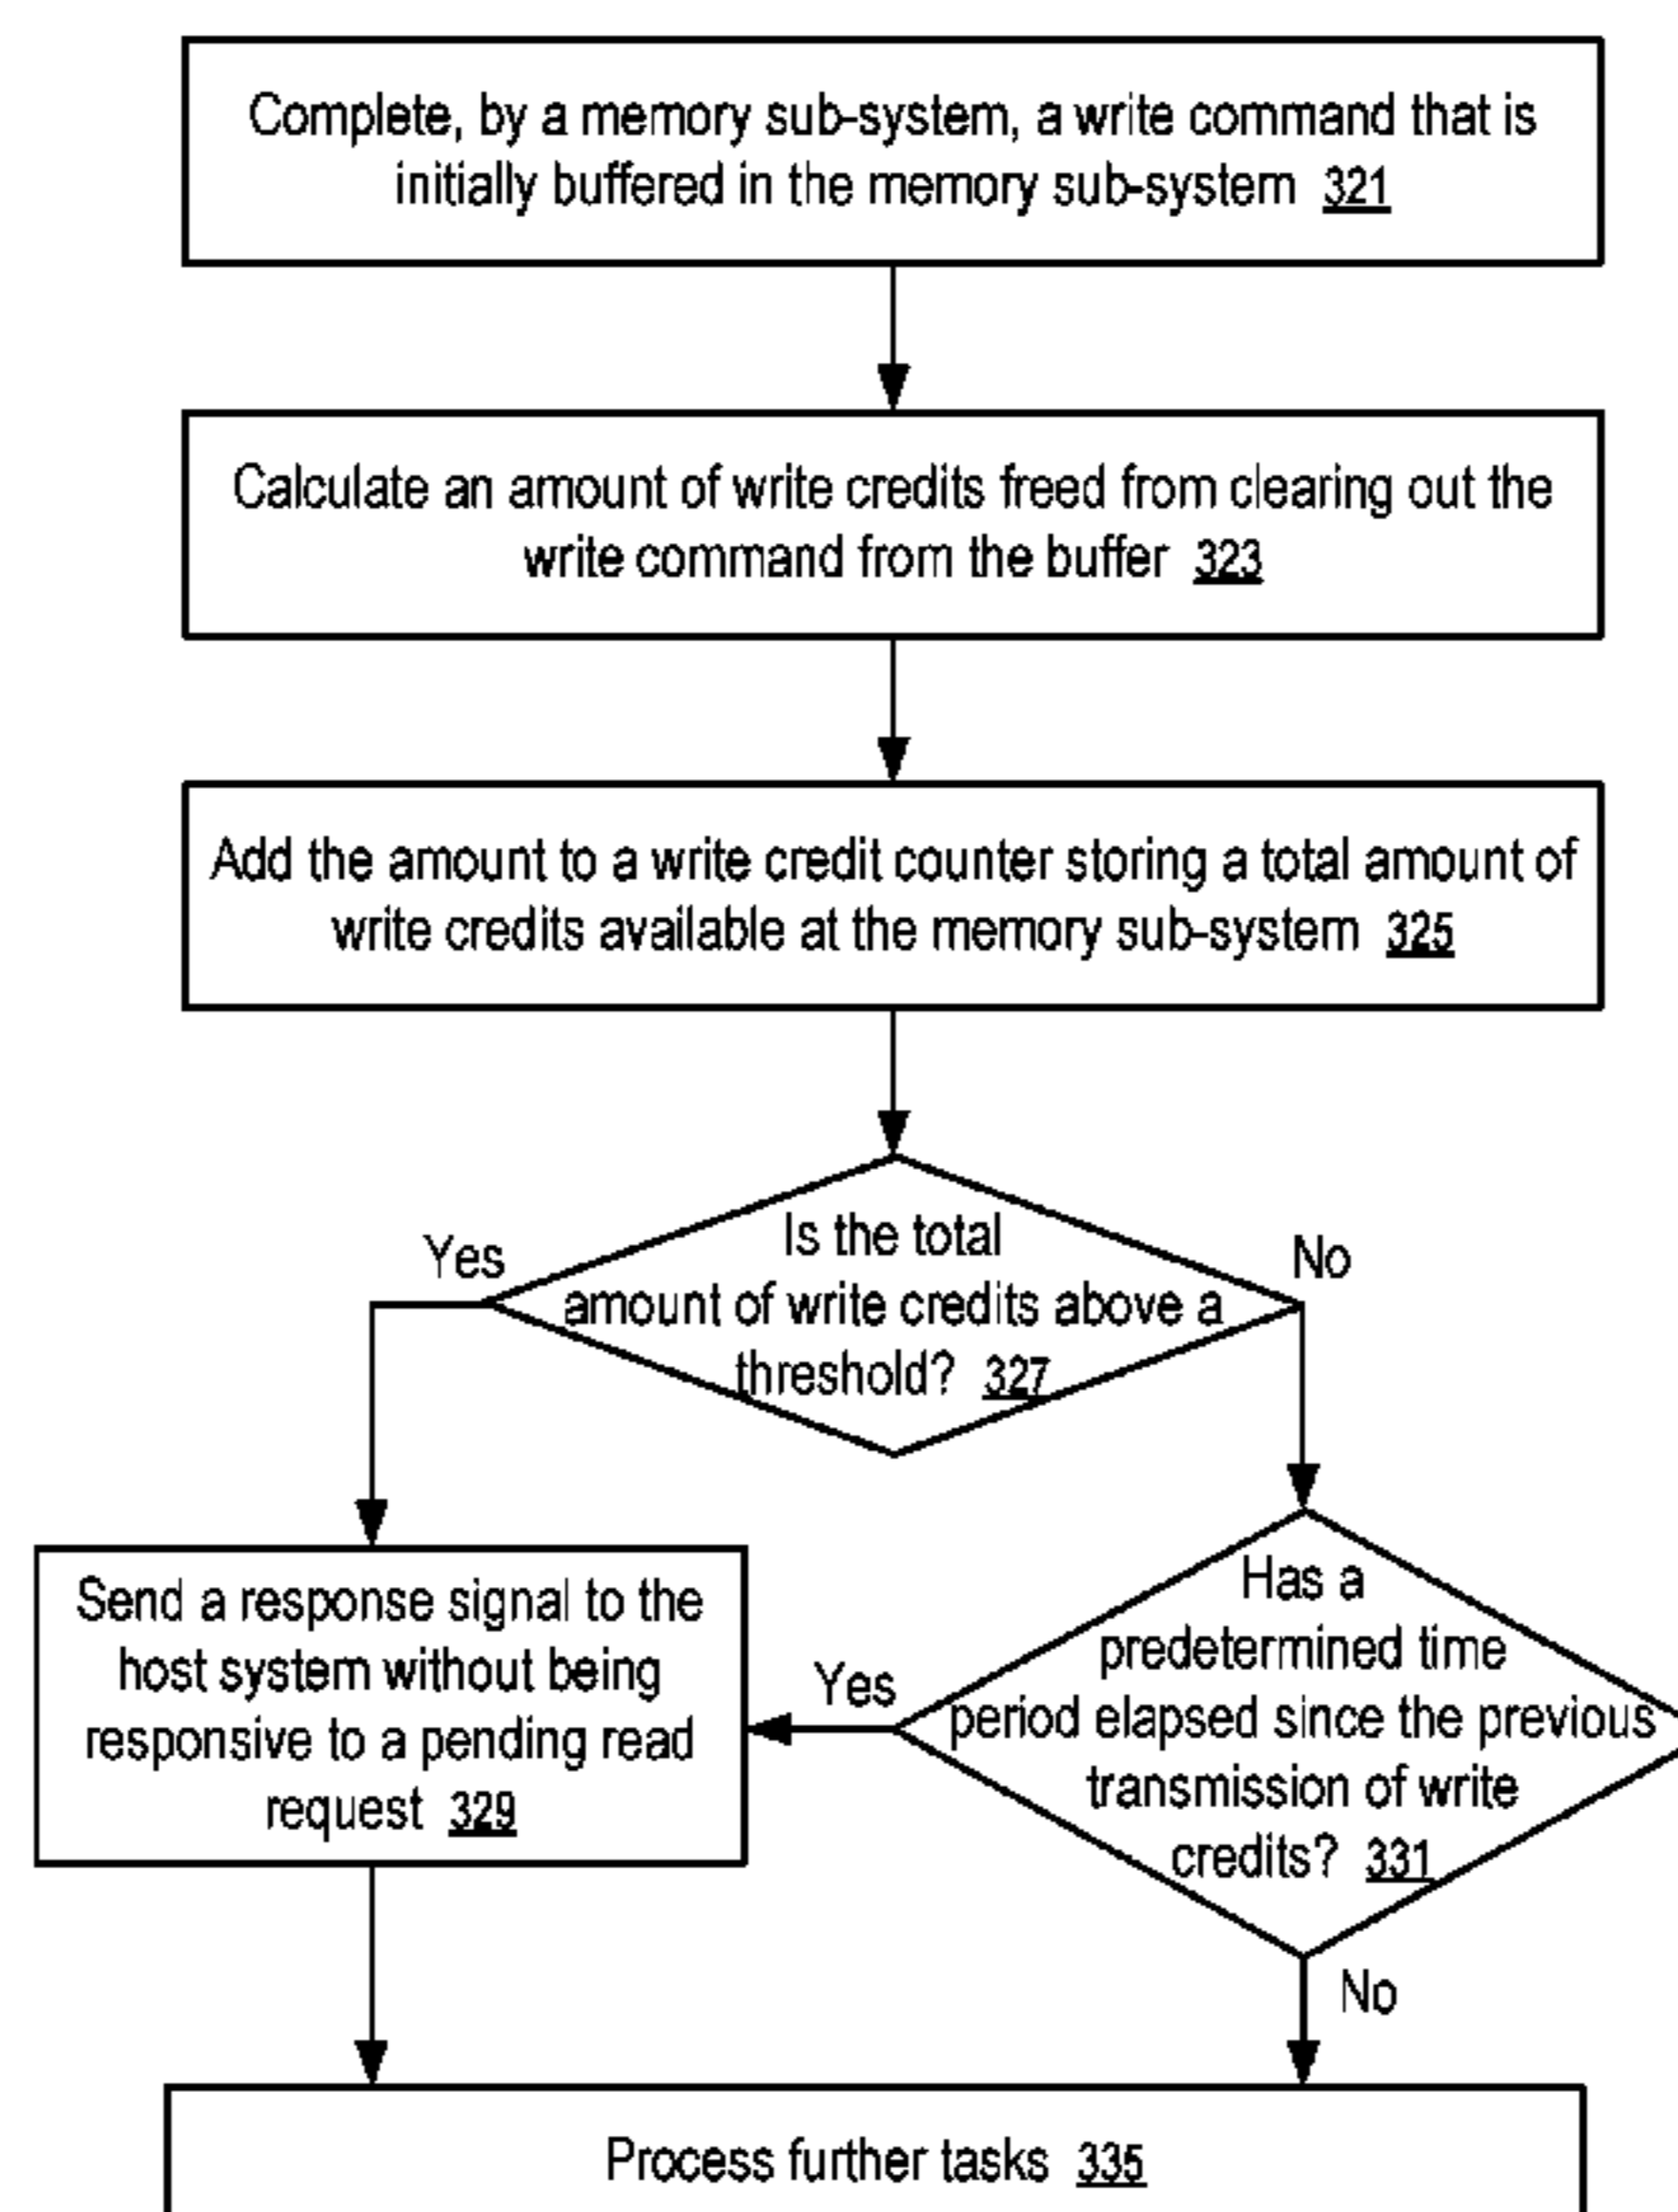 Complete, by a memory sub-system, a write command that is
initially buffered in the memory sub-system 321
Calculate an amount of write credits freed from clearing out the
write command from the buffer 323
Add the amount to a write credit counter storing a total amount of
write credits available at the memory sub-system 325
Is the total
amount of write credits above a
threshold? 327
Yes
No
Send a response signal to the
host system without being
responsive to a pending read
request 329
Yes
Has a
predetermined time
period elapsed since the previous
transmission of write
credits? 331
No
Process further tasks 335